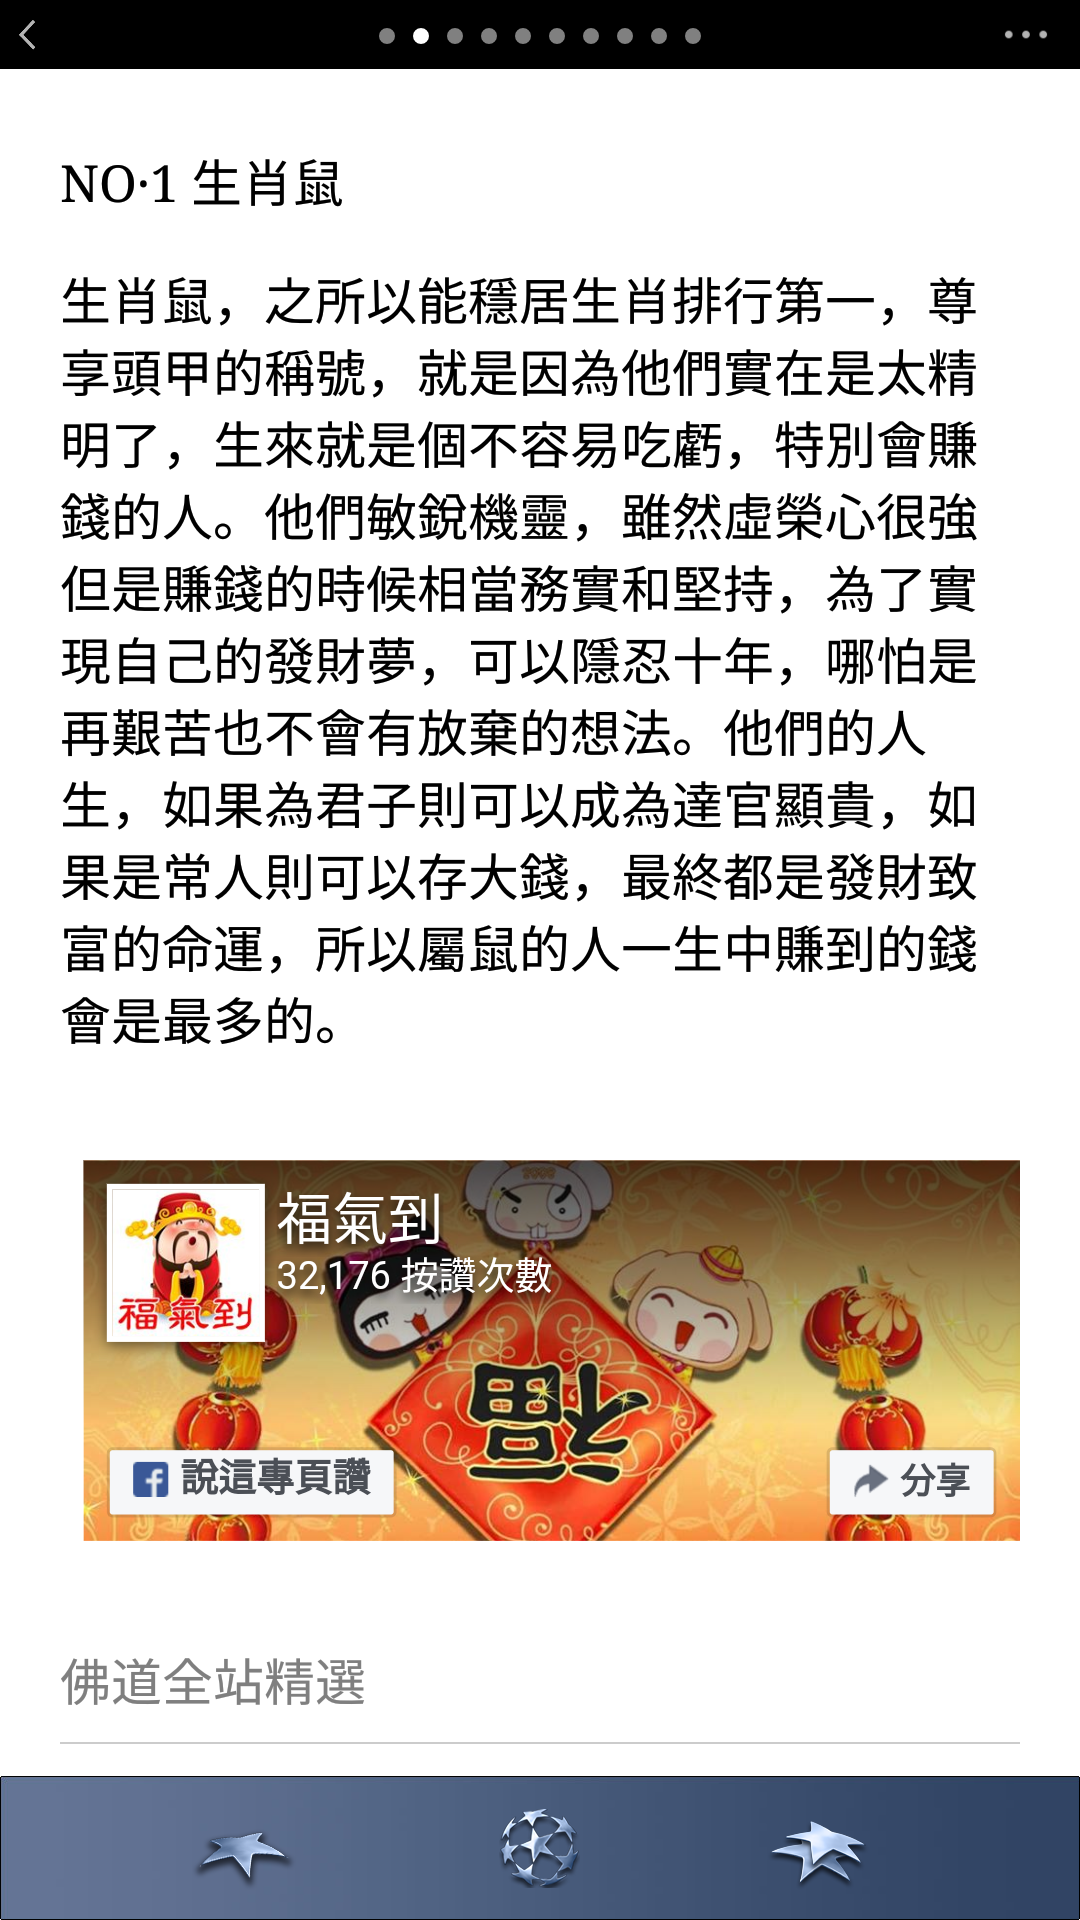 NO·1 生肖鼠
生肖鼠，之所以能穩居生肖排行第一，尊
享頭甲的稱號，就是因為他們實在是太精
明了，生來就是個不容易吃虧，特別會賺
錢的人。他們敏銳機靈，雖然虛榮心很強
但是賺錢的時候相當務實和堅持，為了實
現自己的發財夢，可以隱忍十年，哪怕是
再艱苦也不會有放棄的想法。他們的人
生，如果為君子則可以成為達官顯貴，如
果是常人則可以存大錢，最終都是發財致
富的命運，所以屬鼠的人一生中賺到的錢
會是最多的。
福氣到
32,176 按讚次數
福氣到
福
說這專頁讚
分享
佛道全站精選